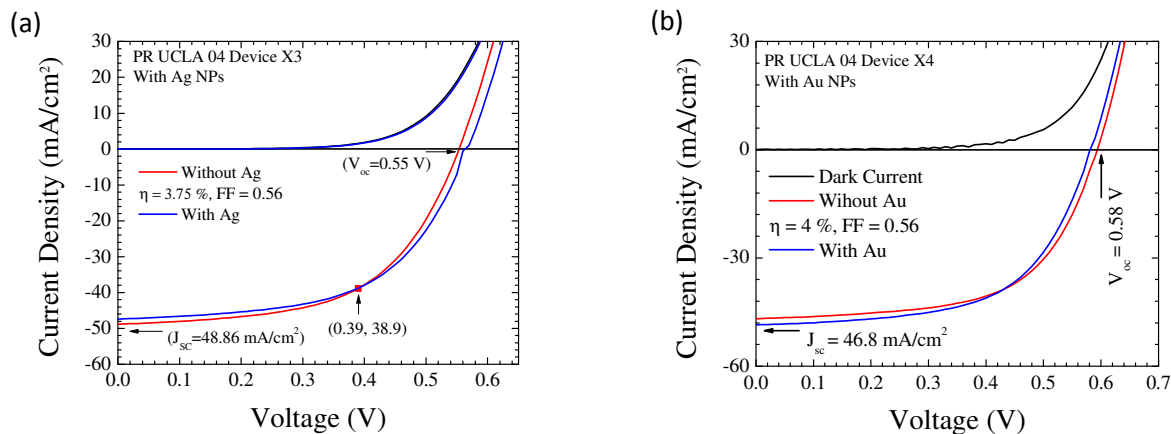 (a)
PR UCLA 04 Device X3
With Ag NPs
(V_oc=0.55 V)
Without Ag
η = 3.75 %, FF = 0.56
With Ag
(J_SC=48.86 mA/cm²)
(0.39, 38.9)
30
20
10
0
-10
-20
-30
-40
-50
-60
0.0 0.1 0.2 0.3 0.4 0.5 0.6
Current Density (mA/cm²)
Voltage (V)
(b)
PR UCLA 04 Device X4
With Au NPs
Dark Current
Wihout Au
η = 4 %, FF = 0.56
With Au
V_oc = 0.58 V
J_sc = 46.8 mA/cm²
30
0
-30
-60
0.0 0.1 0.2 0.3 0.4 0.5 0.6 0.7
Current Density (mA/cm²)
Voltage (V)